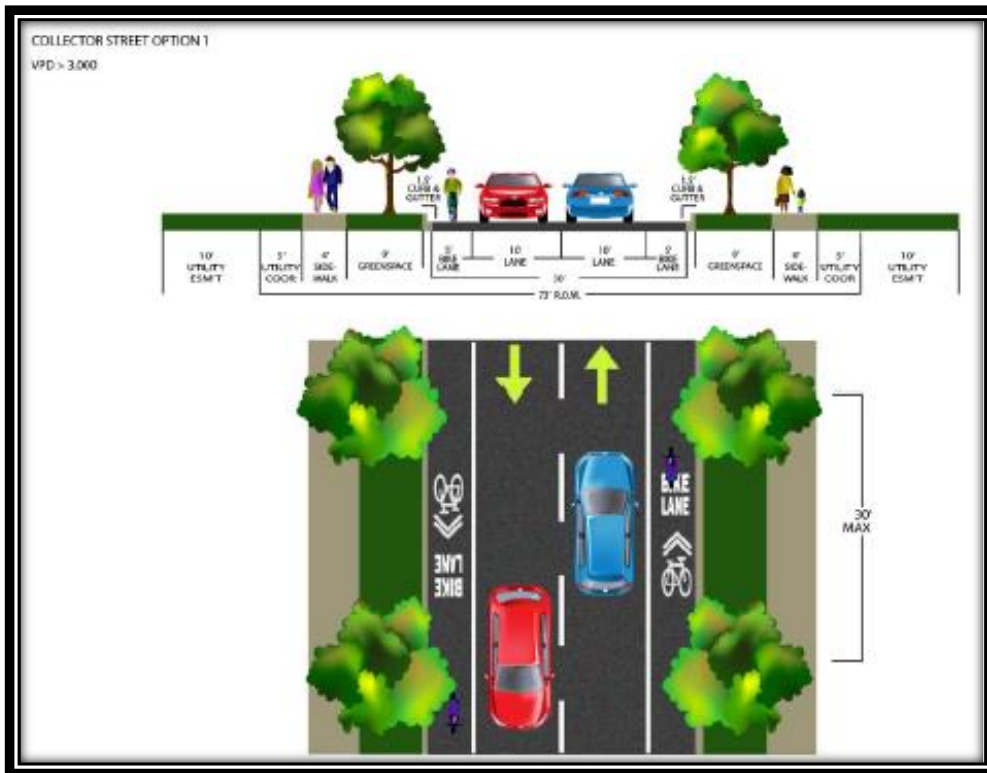 COLLECTOR STREET OPTION 1
VPD > 3,000
1.5'
CURB &
GUTTER
1.5'
CURB &
GUTTER
10'
UTILITY
ESM'T
5'
UTILITY
COOR
6'
SIDE-
WALK
9'
GREENSPACE
5'
BIKE
LANE
10'
LANE
10'
LANE
5'
BIKE
LANE
9'
GREENSPACE
6'
SIDE-
WALK
5'
UTILITY
COOR
10'
UTILITY
ESM'T
30'
73' R.O.W.
BIKE
LANE
BIKE
LANE
30'
MAX